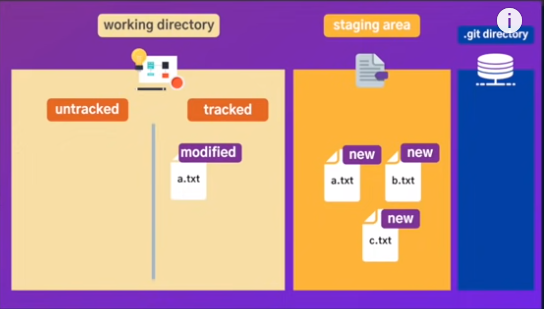 working directory
staging area
i
.git directory
untracked
tracked
modified
a.txt
new
a.txt
new
b.txt
new
c.txt